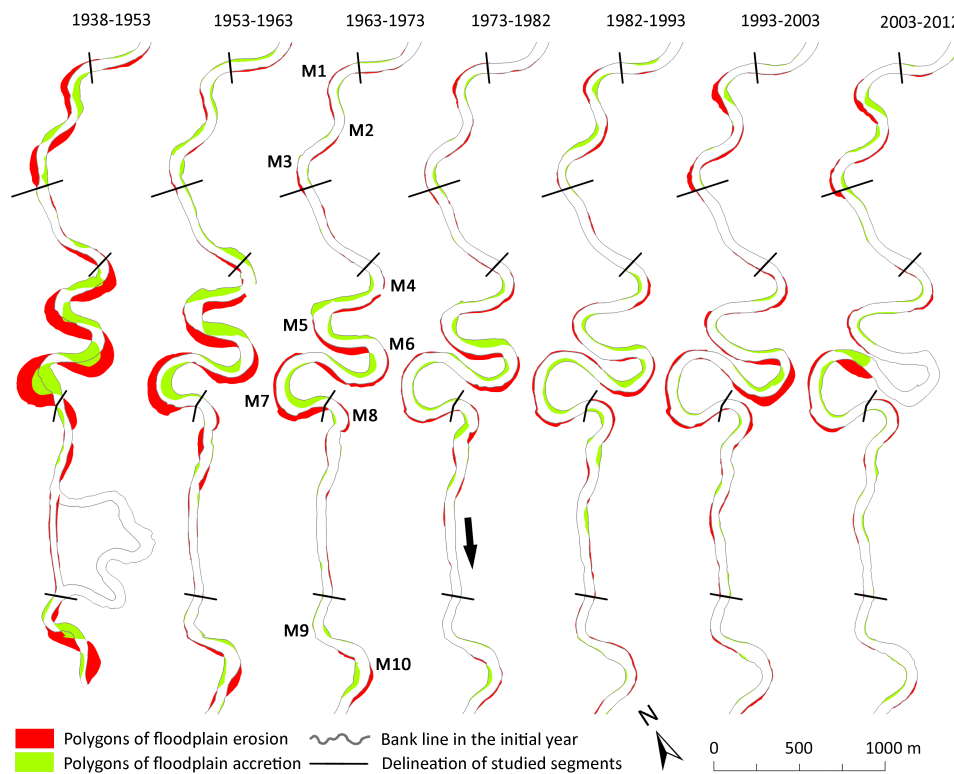 1938-1953 1953-1963 1963-1973 1973-1982 1982-1993 1993-2003 2003-2012
M1
M2
M3
M4
M5
M6
M7
M8
M9
M10
N
Polygons of floodplain erosion Bank line in the initial year
Polygons of floodplain accretion Delineation of studied segments
0 500 1000 m